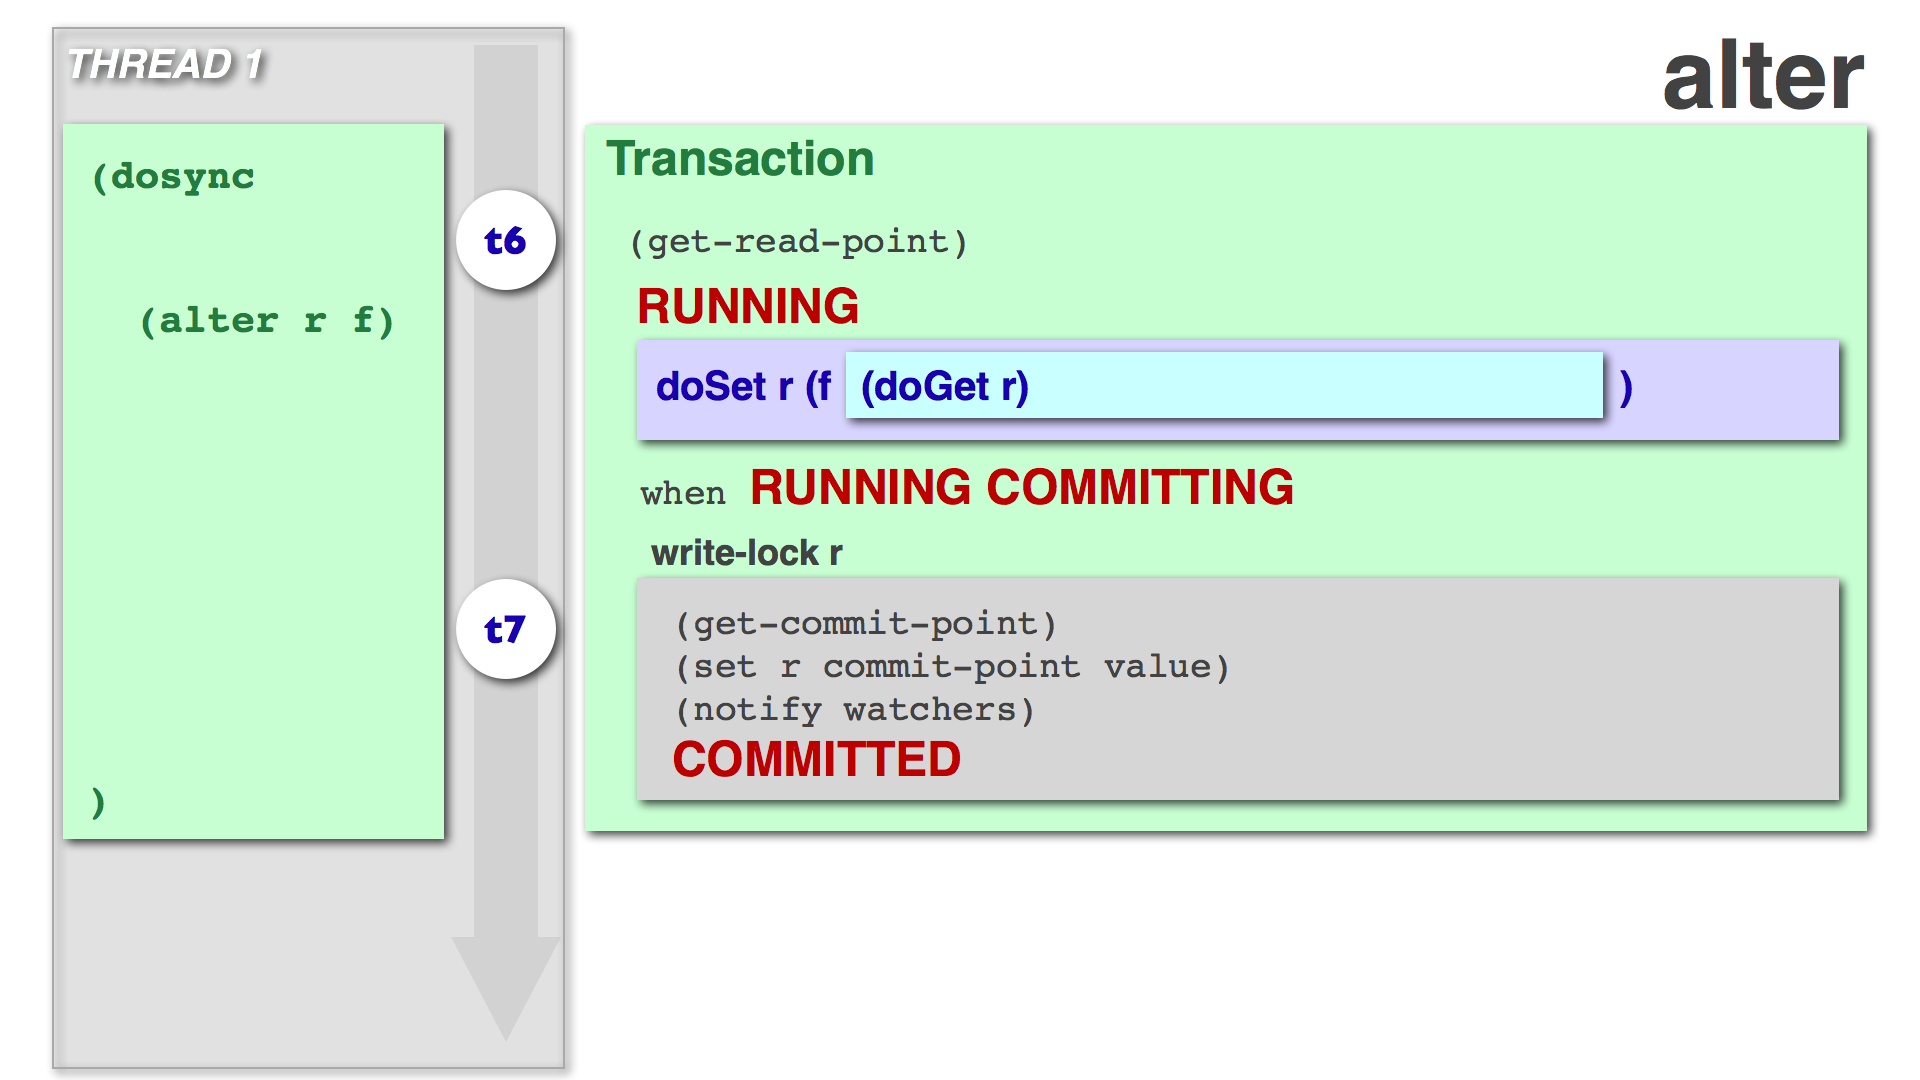 THREAD 1
alter
(dosync
t6
(alter r f)
t7
)
Transaction
(get-read-point)
RUNNING
doSet r (f (doGet r) )
when RUNNING COMMITTING
write-lock r
(get-commit-point)
(set r commit-point value)
(notify watchers)
COMMITTED